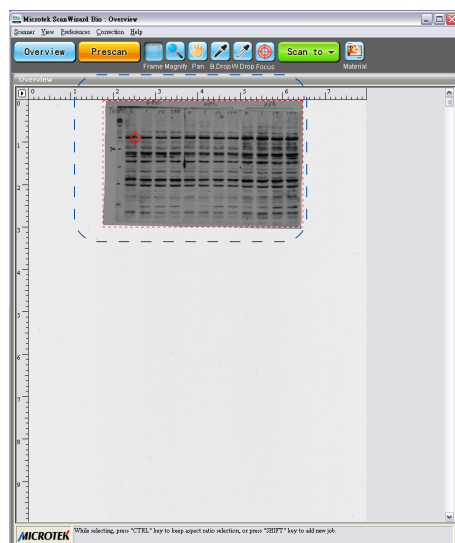 Microtek ScanWizard Bio : Overview
Scanner View Preferences Correction Help
Overview Prescan Scan to
Frame Magnify Pan B.Drop W.Drop Focus Material
Overview
0 1 2 3 4 5 6 7
0
1
2
3
4
5
6
7
8
9
MICROTEK While selecting, press "CTRL" key to keep aspect ratio selection, or press "SHIFT" key to add new job.